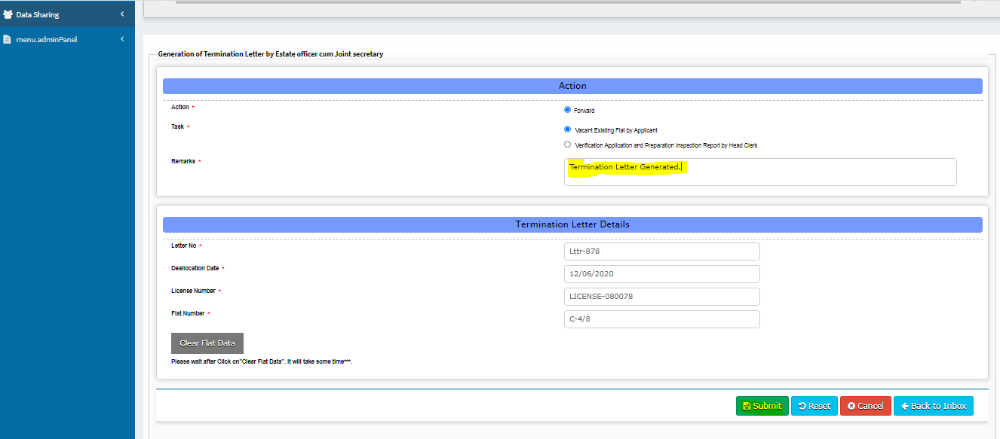 Data Sharing
menu.adminPanel
Generation of Termination Letter by Estate officer cum Joint secretary
Action
Action *
Forward
Task *
Vacant Existing Flat by Applicant
Verification Application and Preparation Inspection Report by Head Clerk
Remarks *
Termination Letter Generated.
Termination Letter Details
Letter No *
Lttr-878
Deallocation Date *
12/06/2020
License Number *
LICENSE-080078
Flat Number *
C-4/8
Clear Flat Data
Please wait after Click on"Clear Flat Data". It will take some time***.
Submit
Reset
Cancel
Back to Inbox